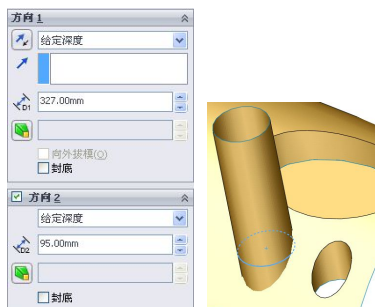 方向 1
给定深度
D1
327.00mm
向外拔模(O)
封底
方向 2
给定深度
D2
95.00mm
封底